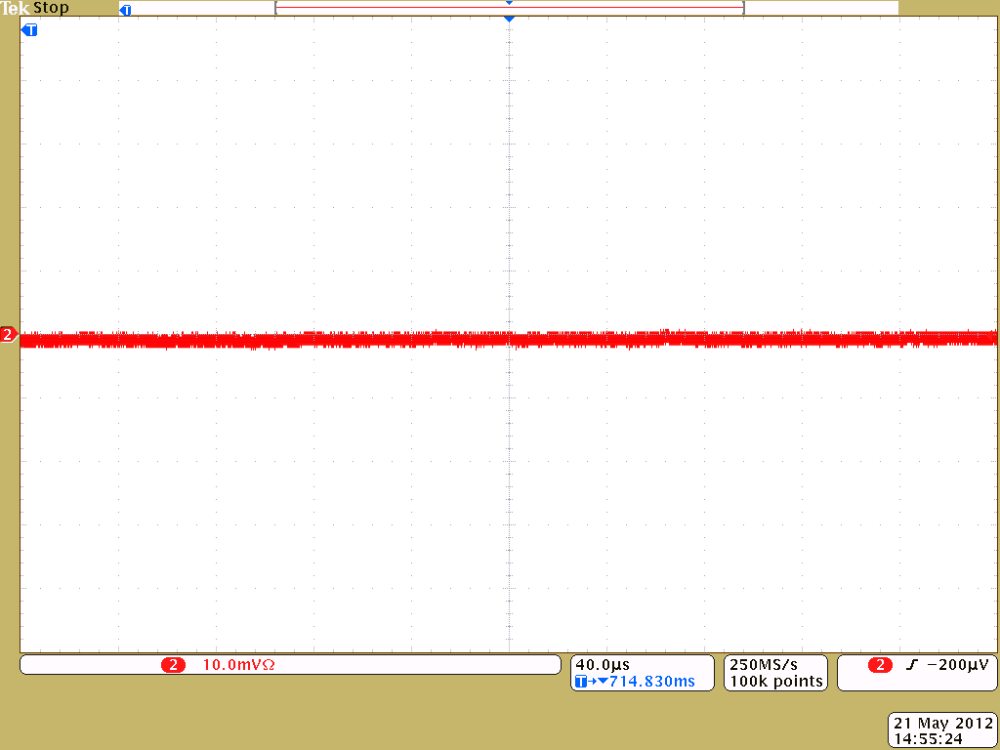 Tek Stop
T
T
2
2 10.0mVΩ
40.0µs
T→▼714.830ms
250MS/s
100k points
2 ⌠ −200µV
21 May 2012
14:55:24